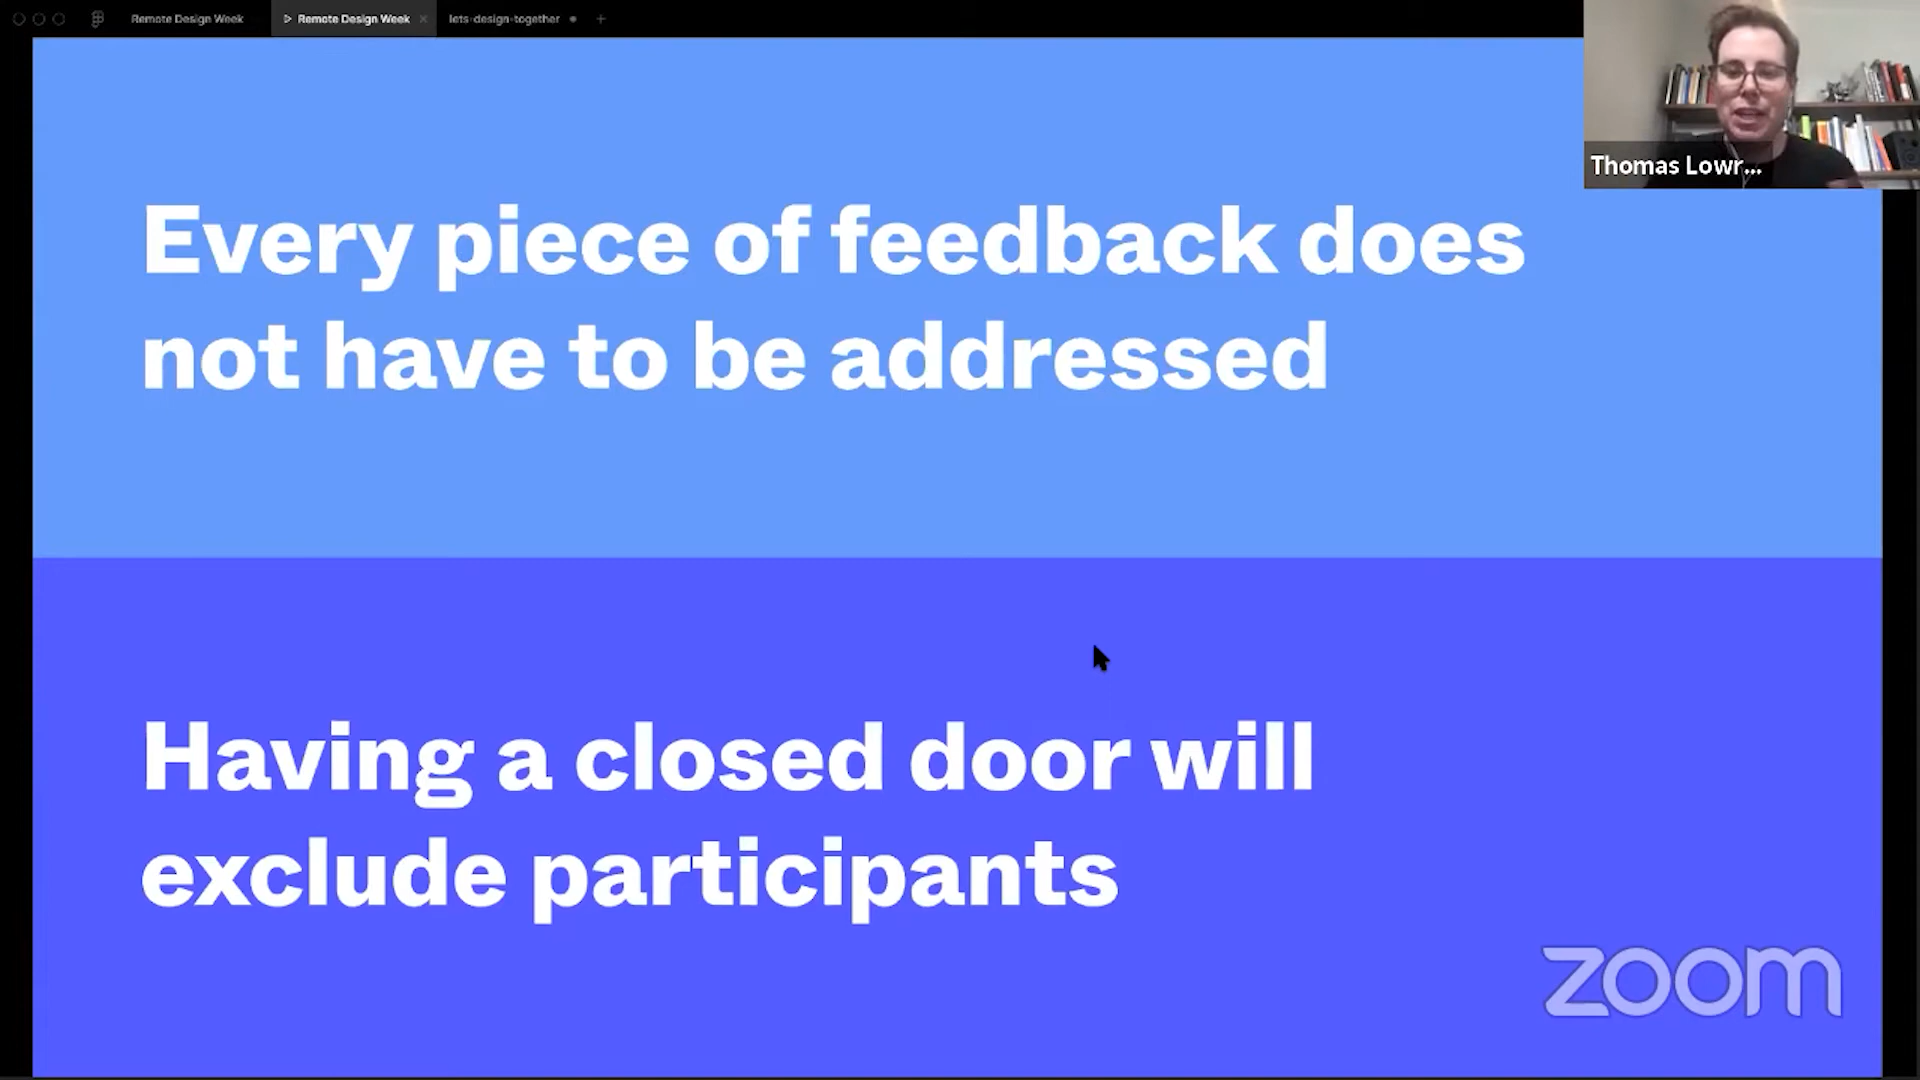 Remote Design Week
Remote Design Week
lets-design-together
Thomas Lowr...
Every piece of feedback does
not have to be addressed
Having a closed door will
exclude participants
zoom